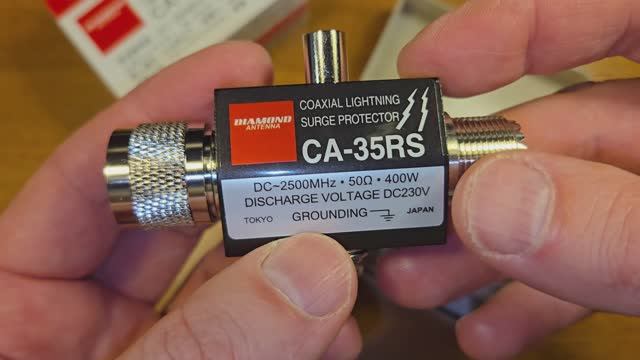 DIAMOND
ANTENNA
COAXIAL LIGHTNING
SURGE PROTECTOR
CA-35RS
DC~2500MHz • 50Ω • 400W
DISCHARGE VOLTAGE DC230V
TOKYO GROUNDING JAPAN